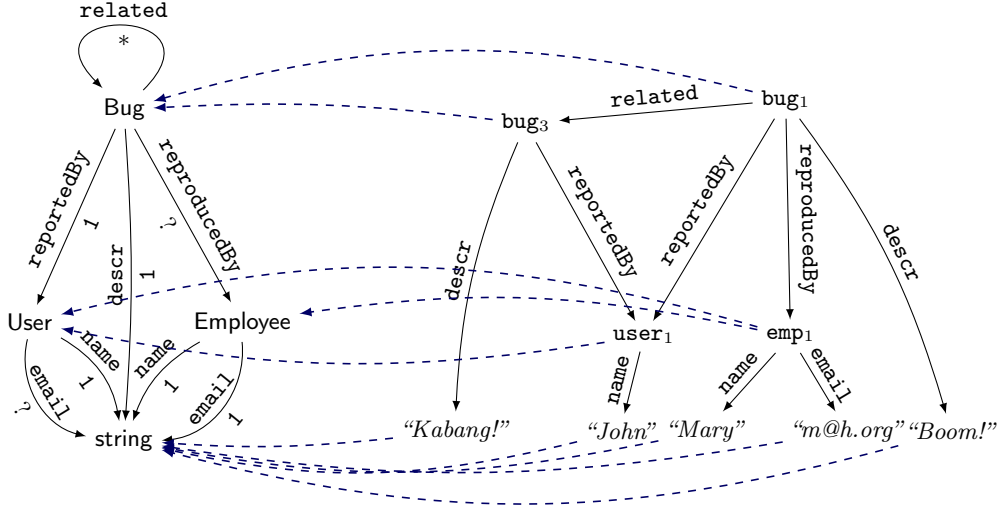 related
*
Bug
bug₁
related
bug₃
reportedBy
1
descr
1
reproducedBy
?
descr
reportedBy
reportedBy
reproducedBy
descr
User
Employee
user₁
emp₁
email
?
name
1
name
1
email
1
name
name
email
string
“Kabang!”
“John”
“Mary”
“m@h.org”
“Boom!”